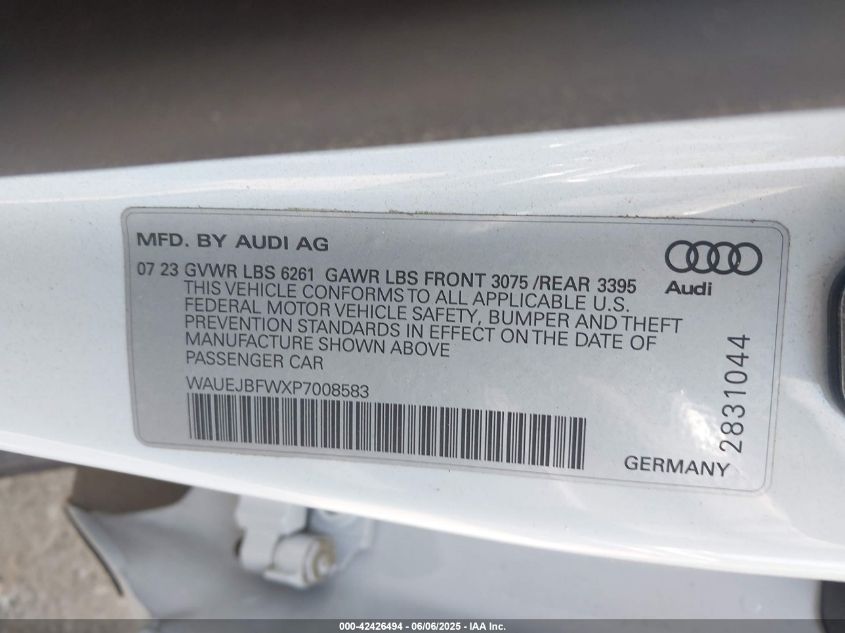 MFD. BY AUDI AG
07 23 GVWR LBS 6261 GAWR LBS FRONT 3075 /REAR 3395
THIS VEHICLE CONFORMS TO ALL APPLICABLE U.S.
FEDERAL MOTOR VEHICLE SAFETY, BUMPER AND THEFT
PREVENTION STANDARDS IN EFFECT ON THE DATE OF
MANUFACTURE SHOWN ABOVE
PASSENGER CAR
WAUEJBFWXP7008583
Audi
2831044
GERMANY
000-42426494 - 06/06/2025 - IAA Inc.